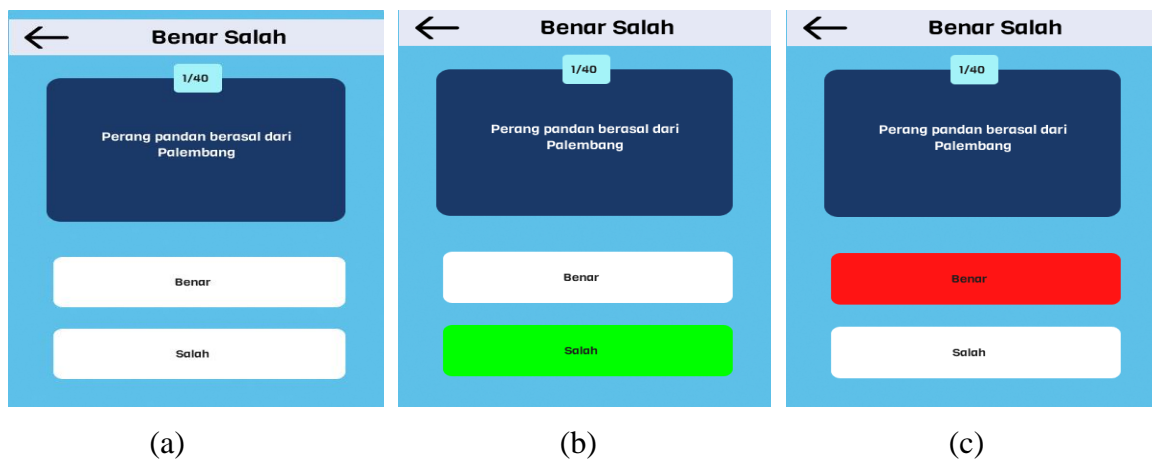 Benar Salah
1/40
Perang pandan berasal dari
Palembang
Benar
Salah
(a)
Benar Salah
1/40
Perang pandan berasal dari
Palembang
Benar
Salah
(b)
Benar Salah
1/40
Perang pandan berasal dari
Palembang
Benar
Salah
(c)